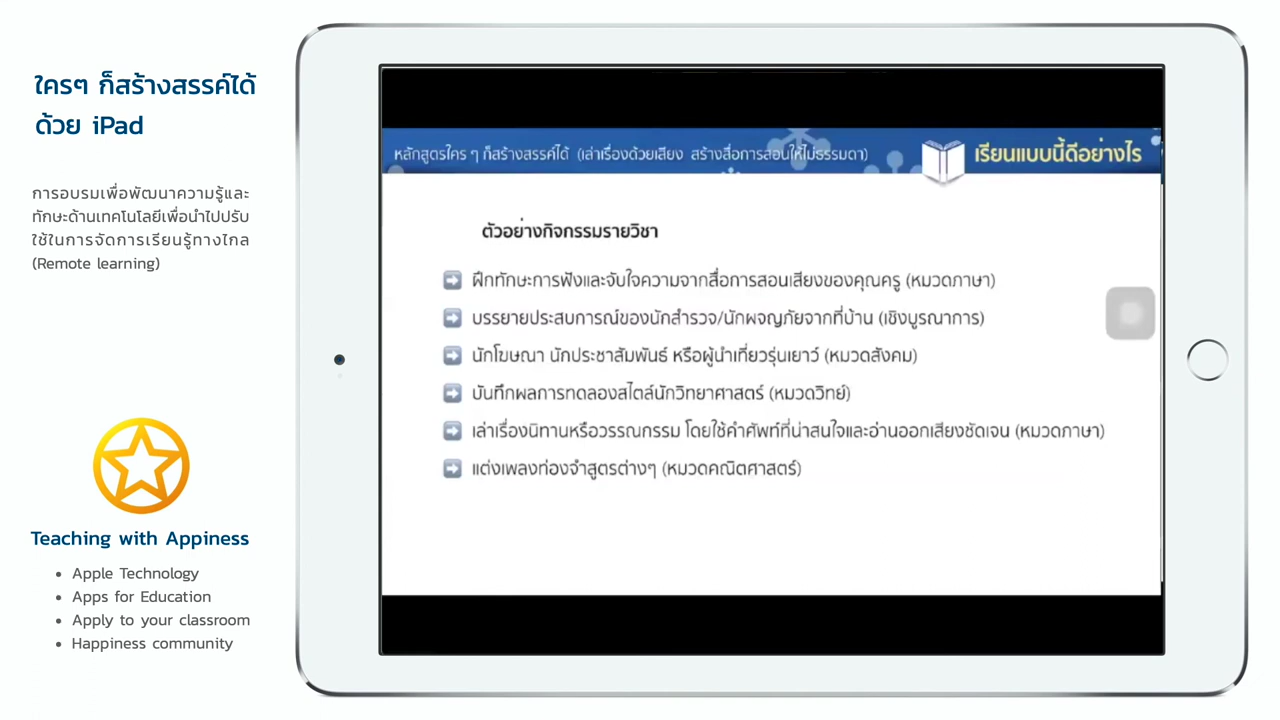 ใครๆ ก็สร้างสรรค์ได้
ด้วย iPad
การอบรมเพื่อพัฒนาความรู้และ
ทักษะด้านเทคโนโลยีเพื่อนำไปปรับ
ใช้ในการจัดการเรียนรู้ทางไกล
(Remote learning)
Teaching with Appiness
• Apple Technology
• Apps for Education
• Apply to your classroom
• Happiness community
หลักสูตรใคร ๆ ก็สร้างสรรค์ได้ (เล่าเรื่องด้วยเสียง สร้างสื่อการสอนให้ไม่ธรรมดา)
เรียนแบบนี้ดีอย่างไร
ตัวอย่างกิจกรรมรายวิชา
ฝึกทักษะการฟังและจับใจความจากสื่อการสอนเสียงของคุณครู (หมวดภาษา)
บรรยายประสบการณ์ของนักสำรวจ/นักผจญภัยจากที่บ้าน (เชิงบูรณาการ)
นักโฆษณา นักประชาสัมพันธ์ หรือผู้นำเที่ยวรุ่นเยาว์ (หมวดสังคม)
บันทึกผลการทดลองสไตล์นักวิทยาศาสตร์ (หมวดวิทย์)
เล่าเรื่องนิทานหรือวรรณกรรม โดยใช้คำศัพท์ที่น่าสนใจและอ่านออกเสียงชัดเจน (หมวดภาษา)
แต่งเพลงท่องจำสูตรต่างๆ (หมวดคณิตศาสตร์)